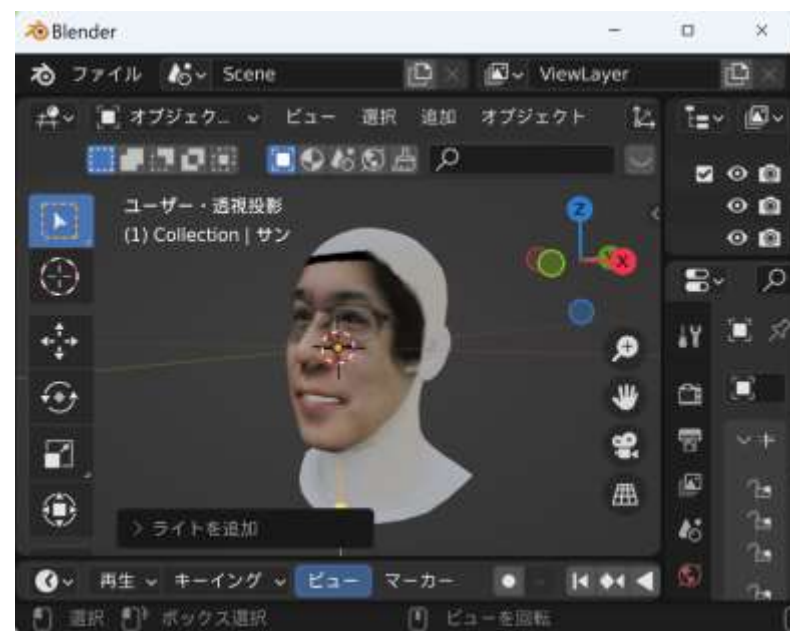 Blender
ファイル Scene ViewLayer
オブジェク... ビュー 選択 追加 オブジェクト
ユーザー・透視投影
(1) Collection | サン
Z
X
> ライトを追加
再生 キーイング ビュー マーカー
選択 ボックス選択 ビューを回転